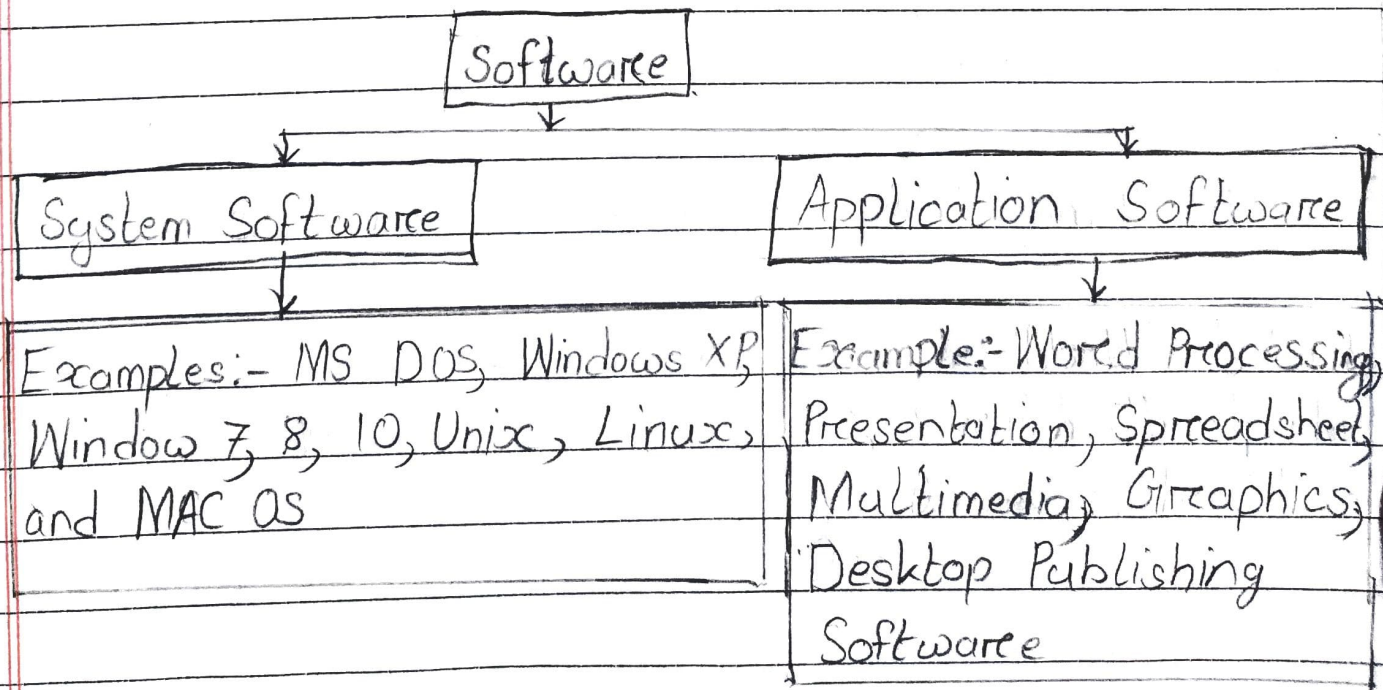 Software
System Software
Application Software
Examples:- MS DOS, Windows XP,
Window 7, 8, 10, Unix, Linux,
and MAC OS
Example:- Word Processing,
Presentation, Spreadsheet,
Multimedia, Graphics,
Desktop Publishing
Software